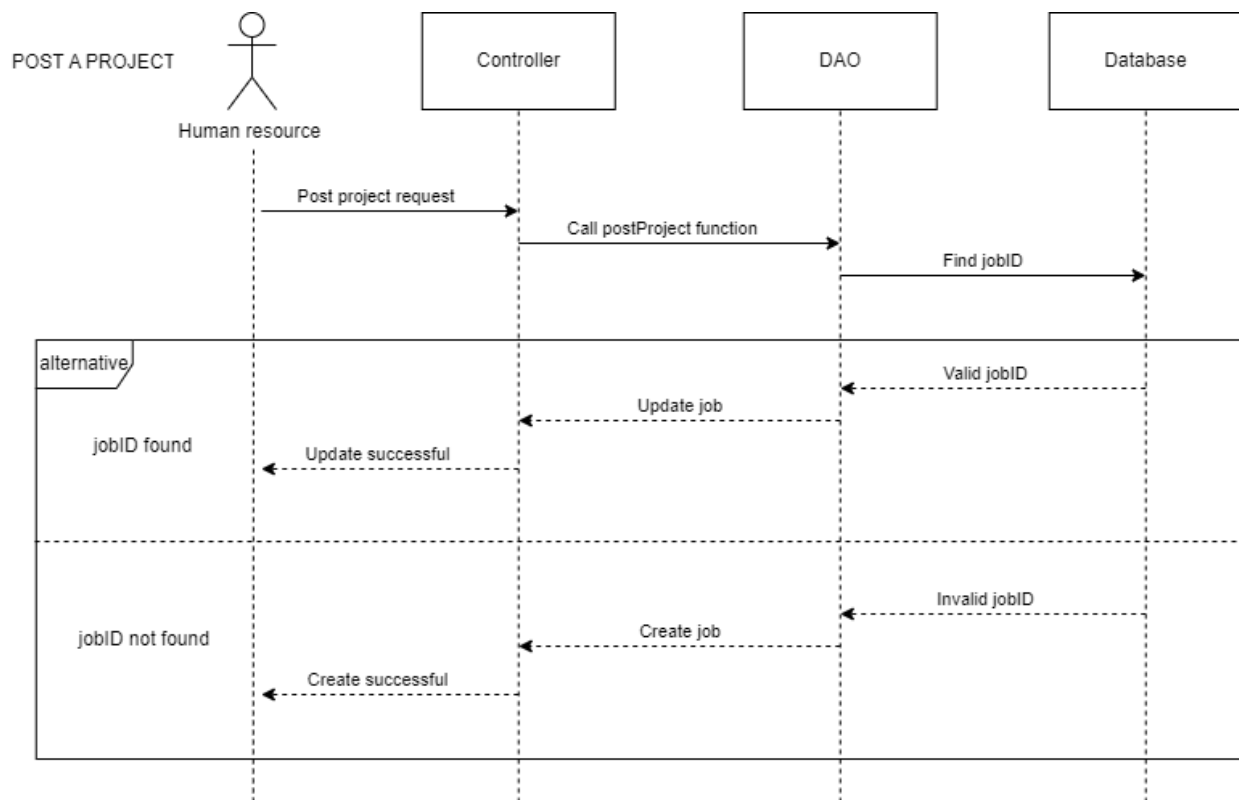 POST A PROJECT
Human resource
Controller
DAO
Database
Post project request
Call postProject function
Find jobID
alternative
Valid jobID
Update job
jobID found
Update successful
Invalid jobID
Create job
jobID not found
Create successful